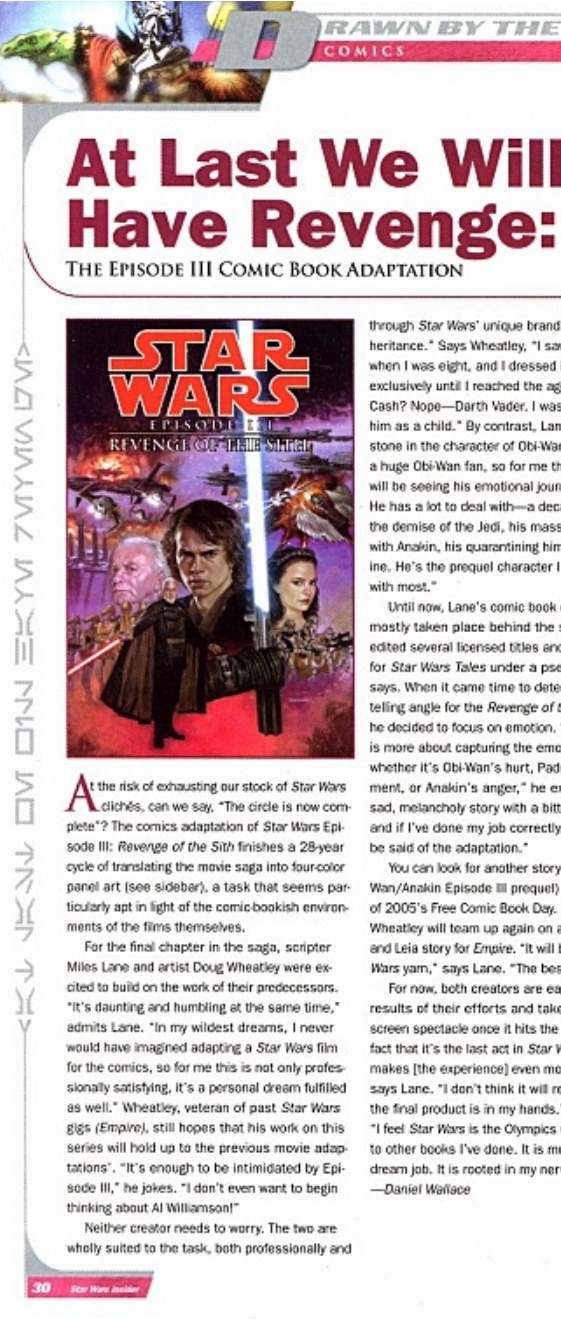 DRAWN BY THE
COMICS
At Last We Will
Have Revenge:
THE EPISODE III COMIC BOOK ADAPTATION
STAR
WARS
EPISODE III
REVENGE OF THE SITH
At the risk of exhausting our stock of Star Wars
clichés, can we say, “The circle is now com-
plete”? The comics adaptation of Star Wars Epi-
sode III: Revenge of the Sith finishes a 28-year
cycle of translating the movie saga into four-color
panel art (see sidebar), a task that seems par-
ticularly apt in light of the comic-bookish environ-
ments of the films themselves.
For the final chapter in the saga, scripter
Miles Lane and artist Doug Wheatley were ex-
cited to build on the work of their predecessors.
“It’s daunting and humbling at the same time,”
admits Lane. “In my wildest dreams, I never
would have imagined adapting a Star Wars film
for the comics, so for me this is not only profes-
sionally satisfying, it’s a personal dream fulfilled
as well.” Wheatley, veteran of past Star Wars
gigs (Empire), still hopes that his work on this
series will hold up to the previous movie adap-
tations’. “It’s enough to be intimidated by Epi-
sode III,” he jokes. “I don’t even want to begin
thinking about Al Williamson!”
Neither creator needs to worry. The two are
wholly suited to the task, both professionally and
through Star Wars’ unique brand
heritance.” Says Wheatley, “I saw
when I was eight, and I dressed
exclusively until I reached the ag
Cash? Nope—Darth Vader. I was
him as a child.” By contrast, Lan
stone in the character of Obi-Wan
a huge Obi-Wan fan, so for me th
will be seeing his emotional jour
He has a lot to deal with—a deca
the demise of the Jedi, his mass
with Anakin, his quarantining him
ine. He’s the prequel character I
with most.”
Until now, Lane’s comic book
mostly taken place behind the s
edited several licensed titles and
for Star Wars Tales under a pse
says. When it came time to dete
telling angle for the Revenge of t
he decided to focus on emotion.
is more about capturing the emo
whether it’s Obi-Wan’s hurt, Pad
ment, or Anakin’s anger,” he ex
sad, melancholy story with a bitt
and if I’ve done my job correctly
be said of the adaptation.”
You can look for another story
Wan/Anakin Episode III prequel)
of 2005’s Free Comic Book Day.
Wheatley will team up again on a
and Leia story for Empire. “It will b
Wars yarn,” says Lane. “The bes
For now, both creators are ea
results of their efforts and take
screen spectacle once it hits the
fact that it’s the last act in Star W
makes [the experience] even mo
says Lane. “I don’t think it will re
the final product is in my hands.”
“I feel Star Wars is the Olympics
to other books I’ve done. It is mu
dream job. It is rooted in my ner
—Daniel Wallace
30 Star Wars Insider